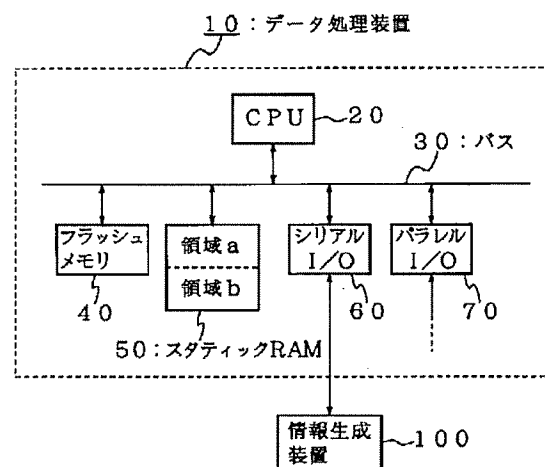 10:データ処理装置
CPU
20
30:バス
フラッシュ
メモリ
領域a
領域b
シリアル
I/O
パラレル
I/O
40
60
70
50:スタティックRAM
情報生成
装置
100